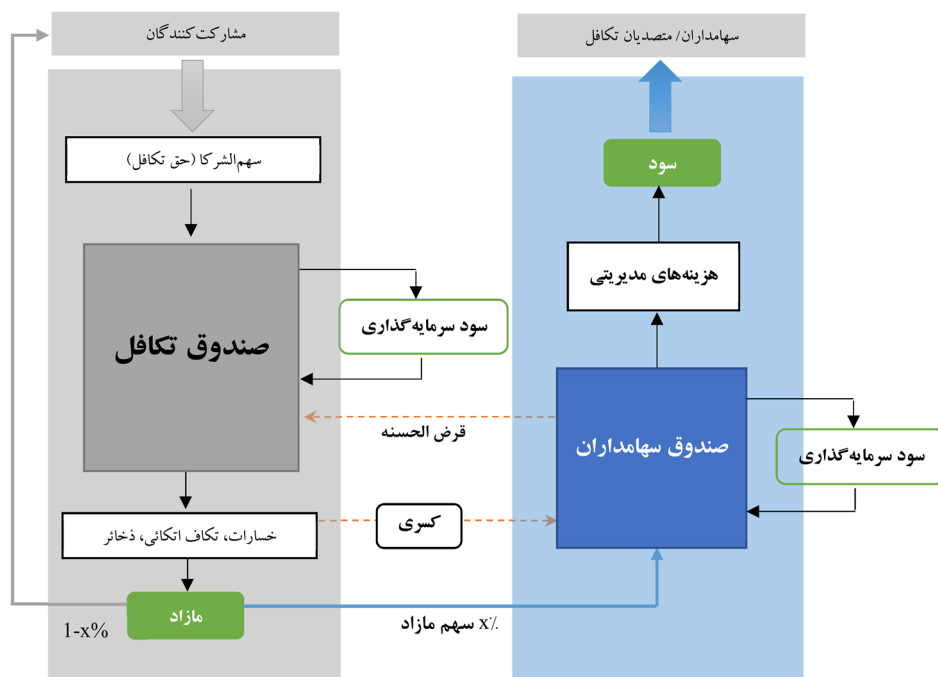 مشارکت‌کنندگان
سهامداران/ متصدیان تکافل
سهم‌الشرکا (حق تکافل)
سود
هزینه‌های مدیریتی
سود سرمایه‌گذاری
صندوق تکافل
قرض الحسنه
صندوق سهامداران
سود سرمایه‌گذاری
کسری
خسارات، تکاف اتکائی، ذخائر
مازاد
1-x%
x٪ سهم مازاد